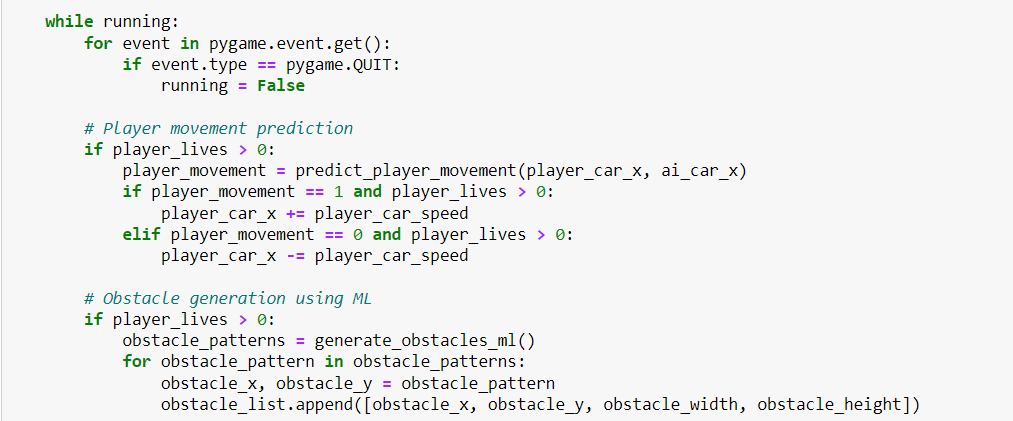 while running:
    for event in pygame.event.get():
        if event.type == pygame.QUIT:
            running = False
    # Player movement prediction
    if player_lives > 0:
        player_movement = predict_player_movement(player_car_x, ai_car_x)
        if player_movement == 1 and player_lives > 0:
            player_car_x += player_car_speed
        elif player_movement == 0 and player_lives > 0:
            player_car_x -= player_car_speed
    # Obstacle generation using ML
    if player_lives > 0:
        obstacle_patterns = generate_obstacles_ml()
        for obstacle_pattern in obstacle_patterns:
            obstacle_x, obstacle_y = obstacle_pattern
            obstacle_list.append([obstacle_x, obstacle_y, obstacle_width, obstacle_height])